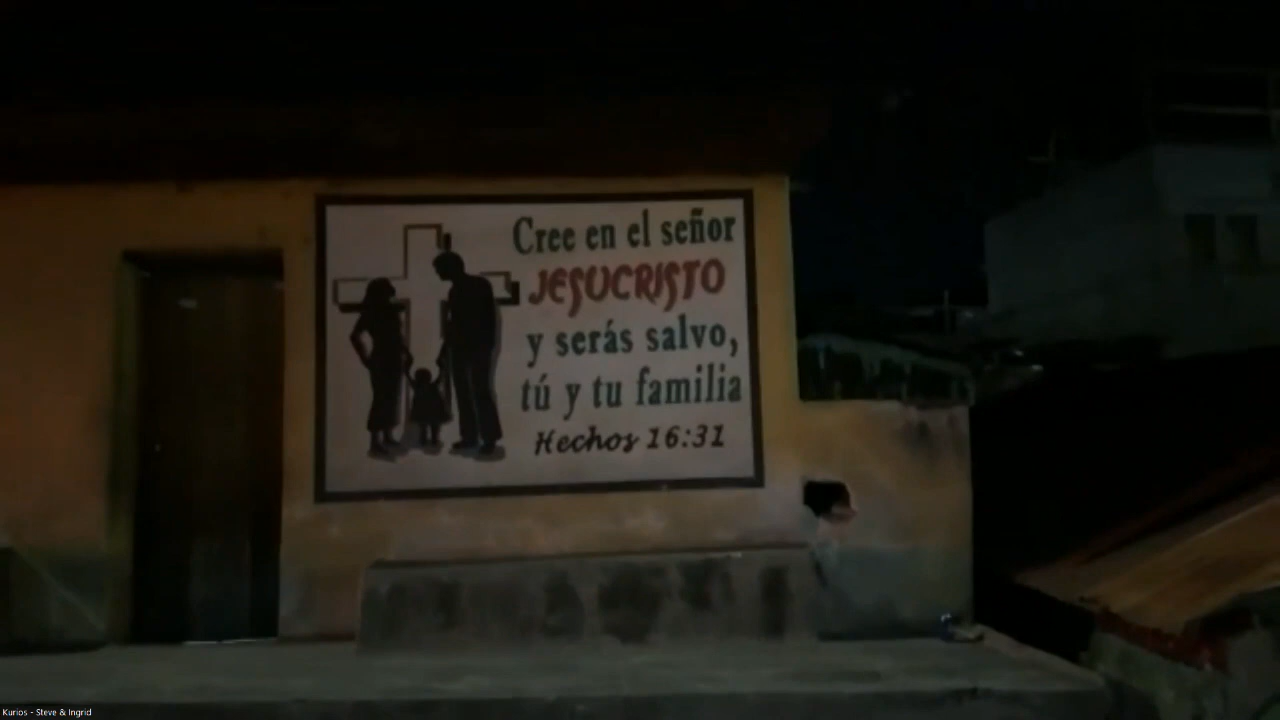 Cree en el señor
JESUCRISTO
y serás salvo,
tú y tu familia
Hechos 16:31
Kurios - Steve & Ingrid